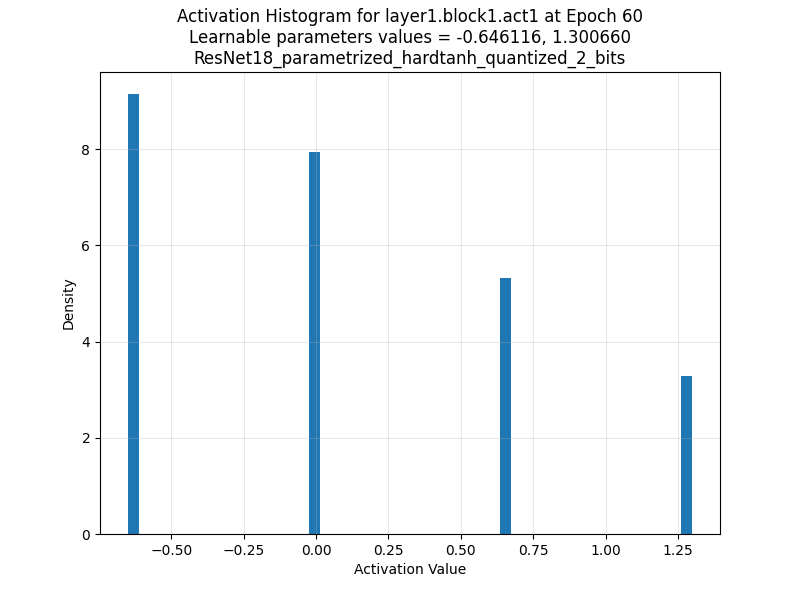 Activation Histogram for layer1.block1.act1 at Epoch 60
Learnable parameters values = -0.646116, 1.300660
ResNet18_parametrized_hardtanh_quantized_2_bits
8
6
4
2
0
Density
−0.50 −0.25 0.00 0.25 0.50 0.75 1.00 1.25
Activation Value